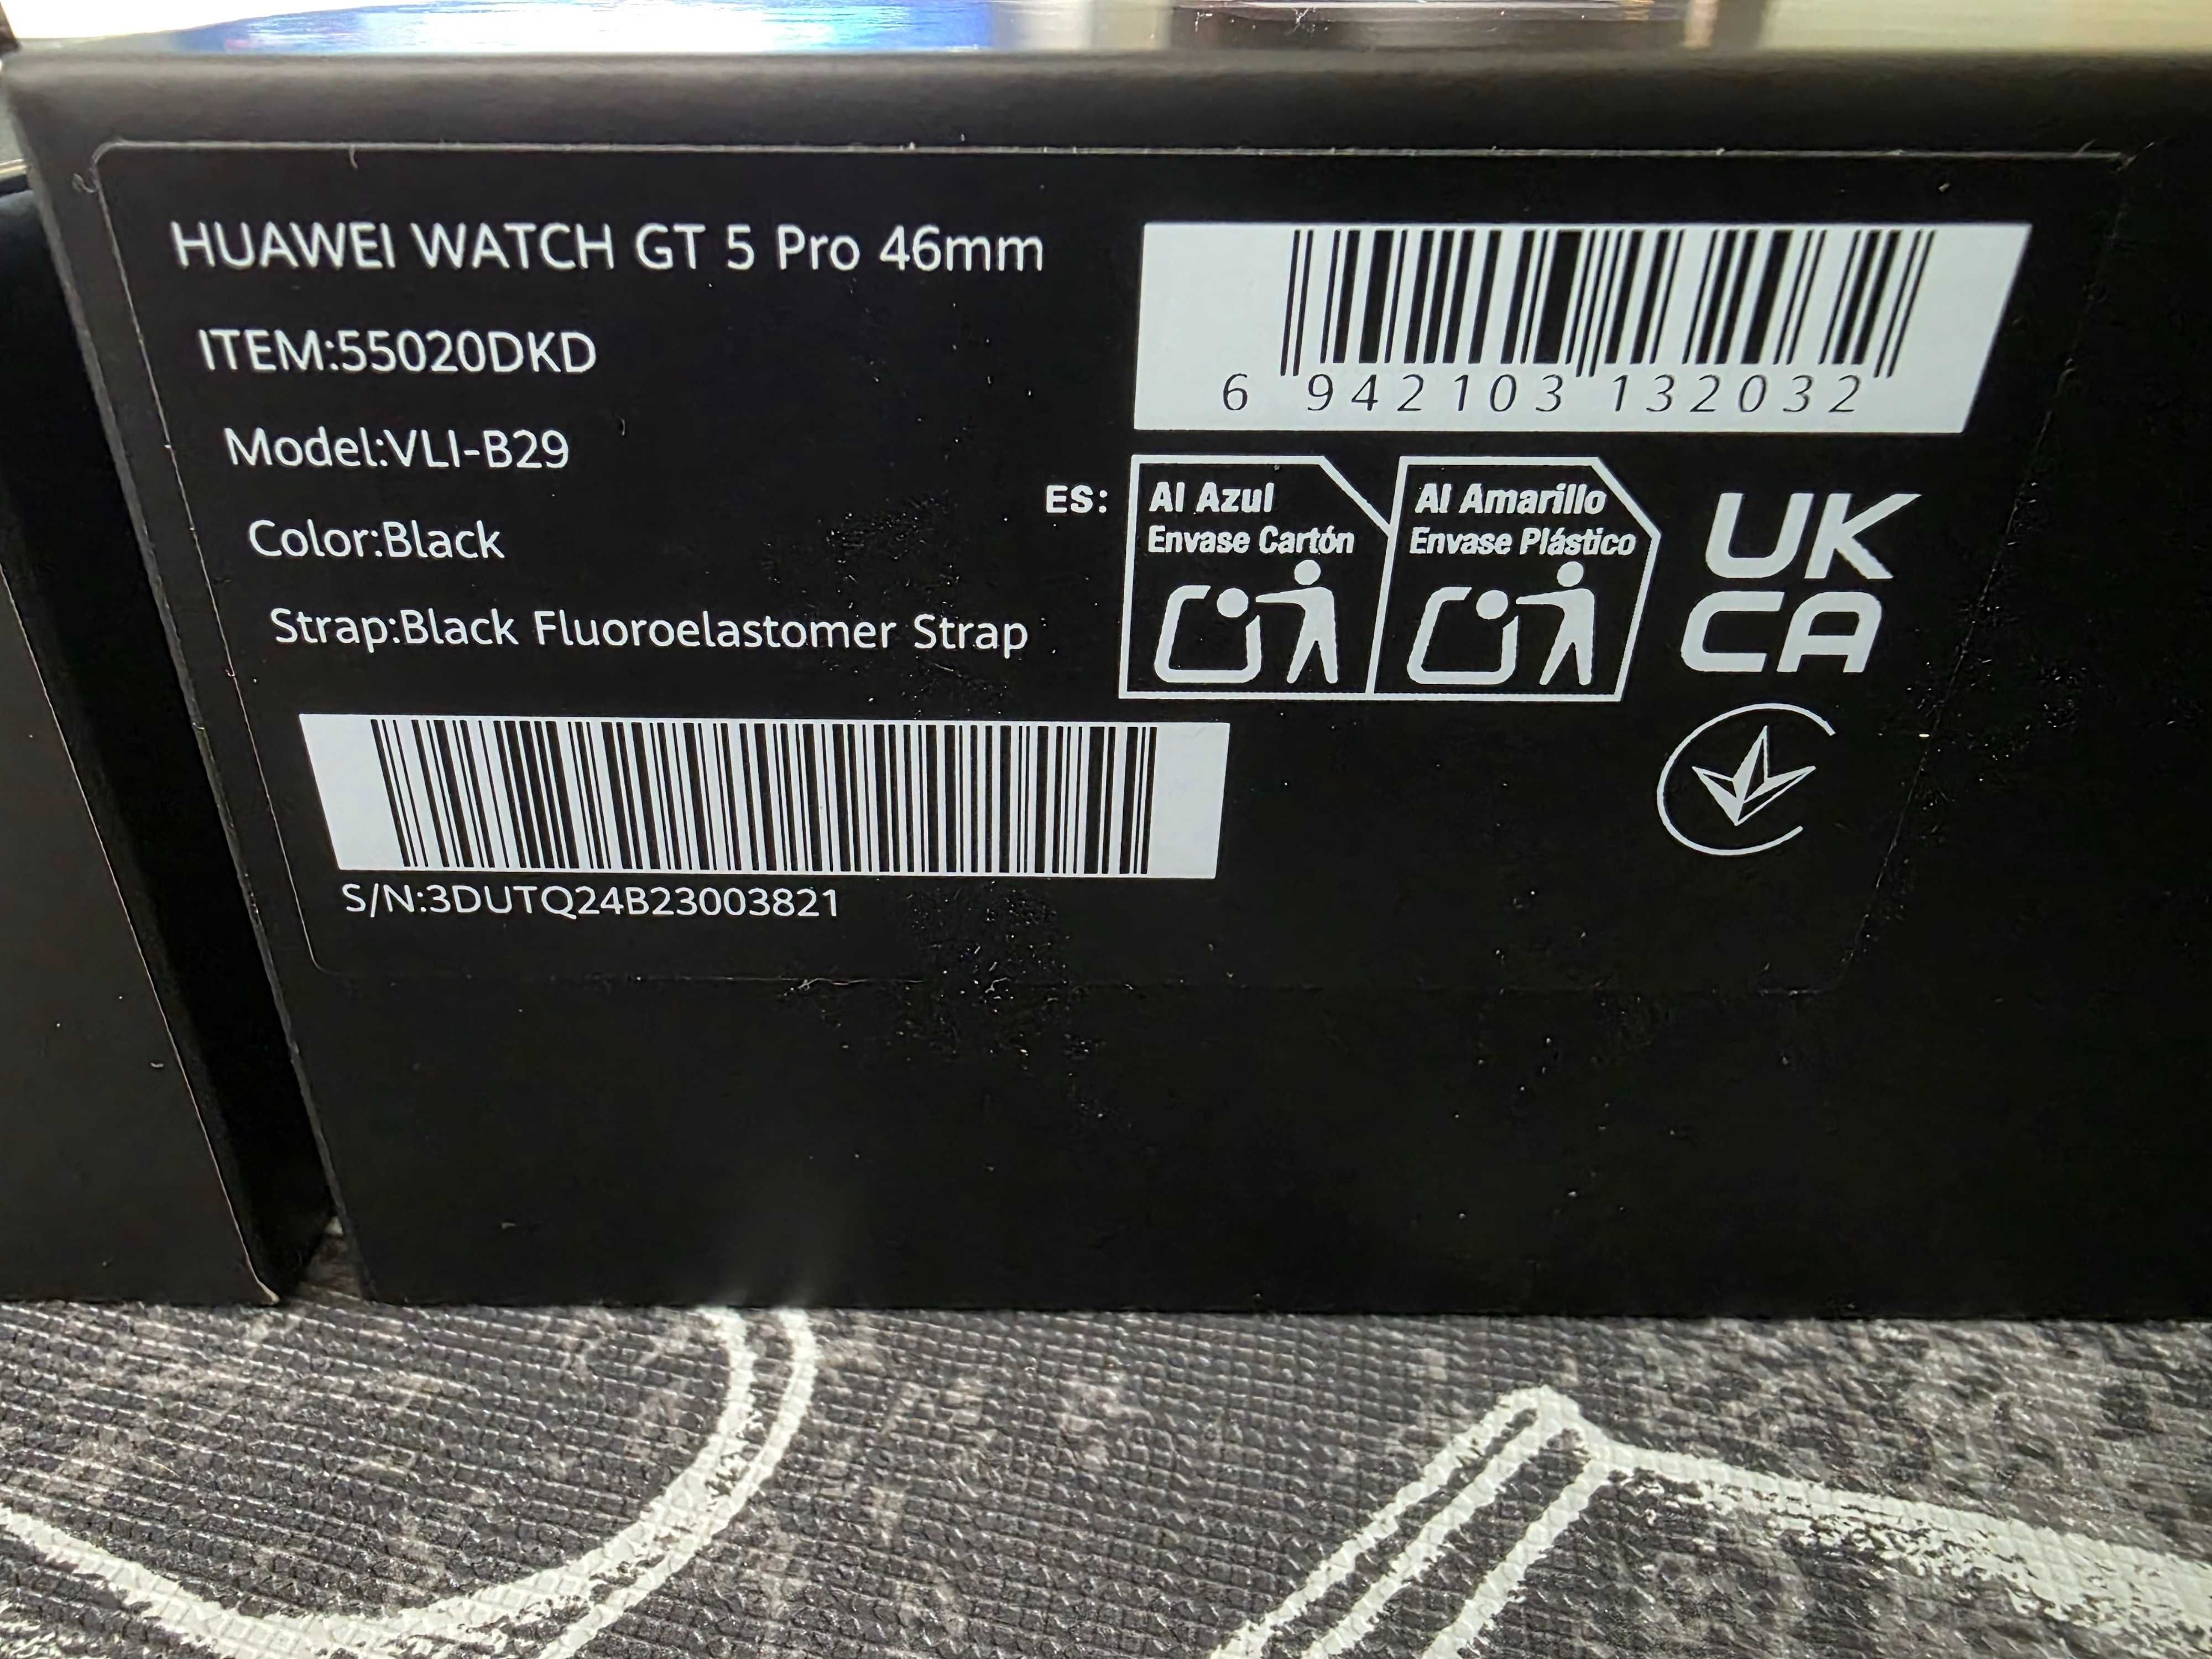 HUAWEI WATCH GT 5 Pro 46mm
ITEM:55020DKD
Model:VLI-B29
Color:Black
Strap:Black Fluoroelastomer Strap
S/N:3DUTQ24B23003821
6 942103 132032
ES:
Al Azul
Envase Cartón
Al Amarillo
Envase Plástico
UK
CA